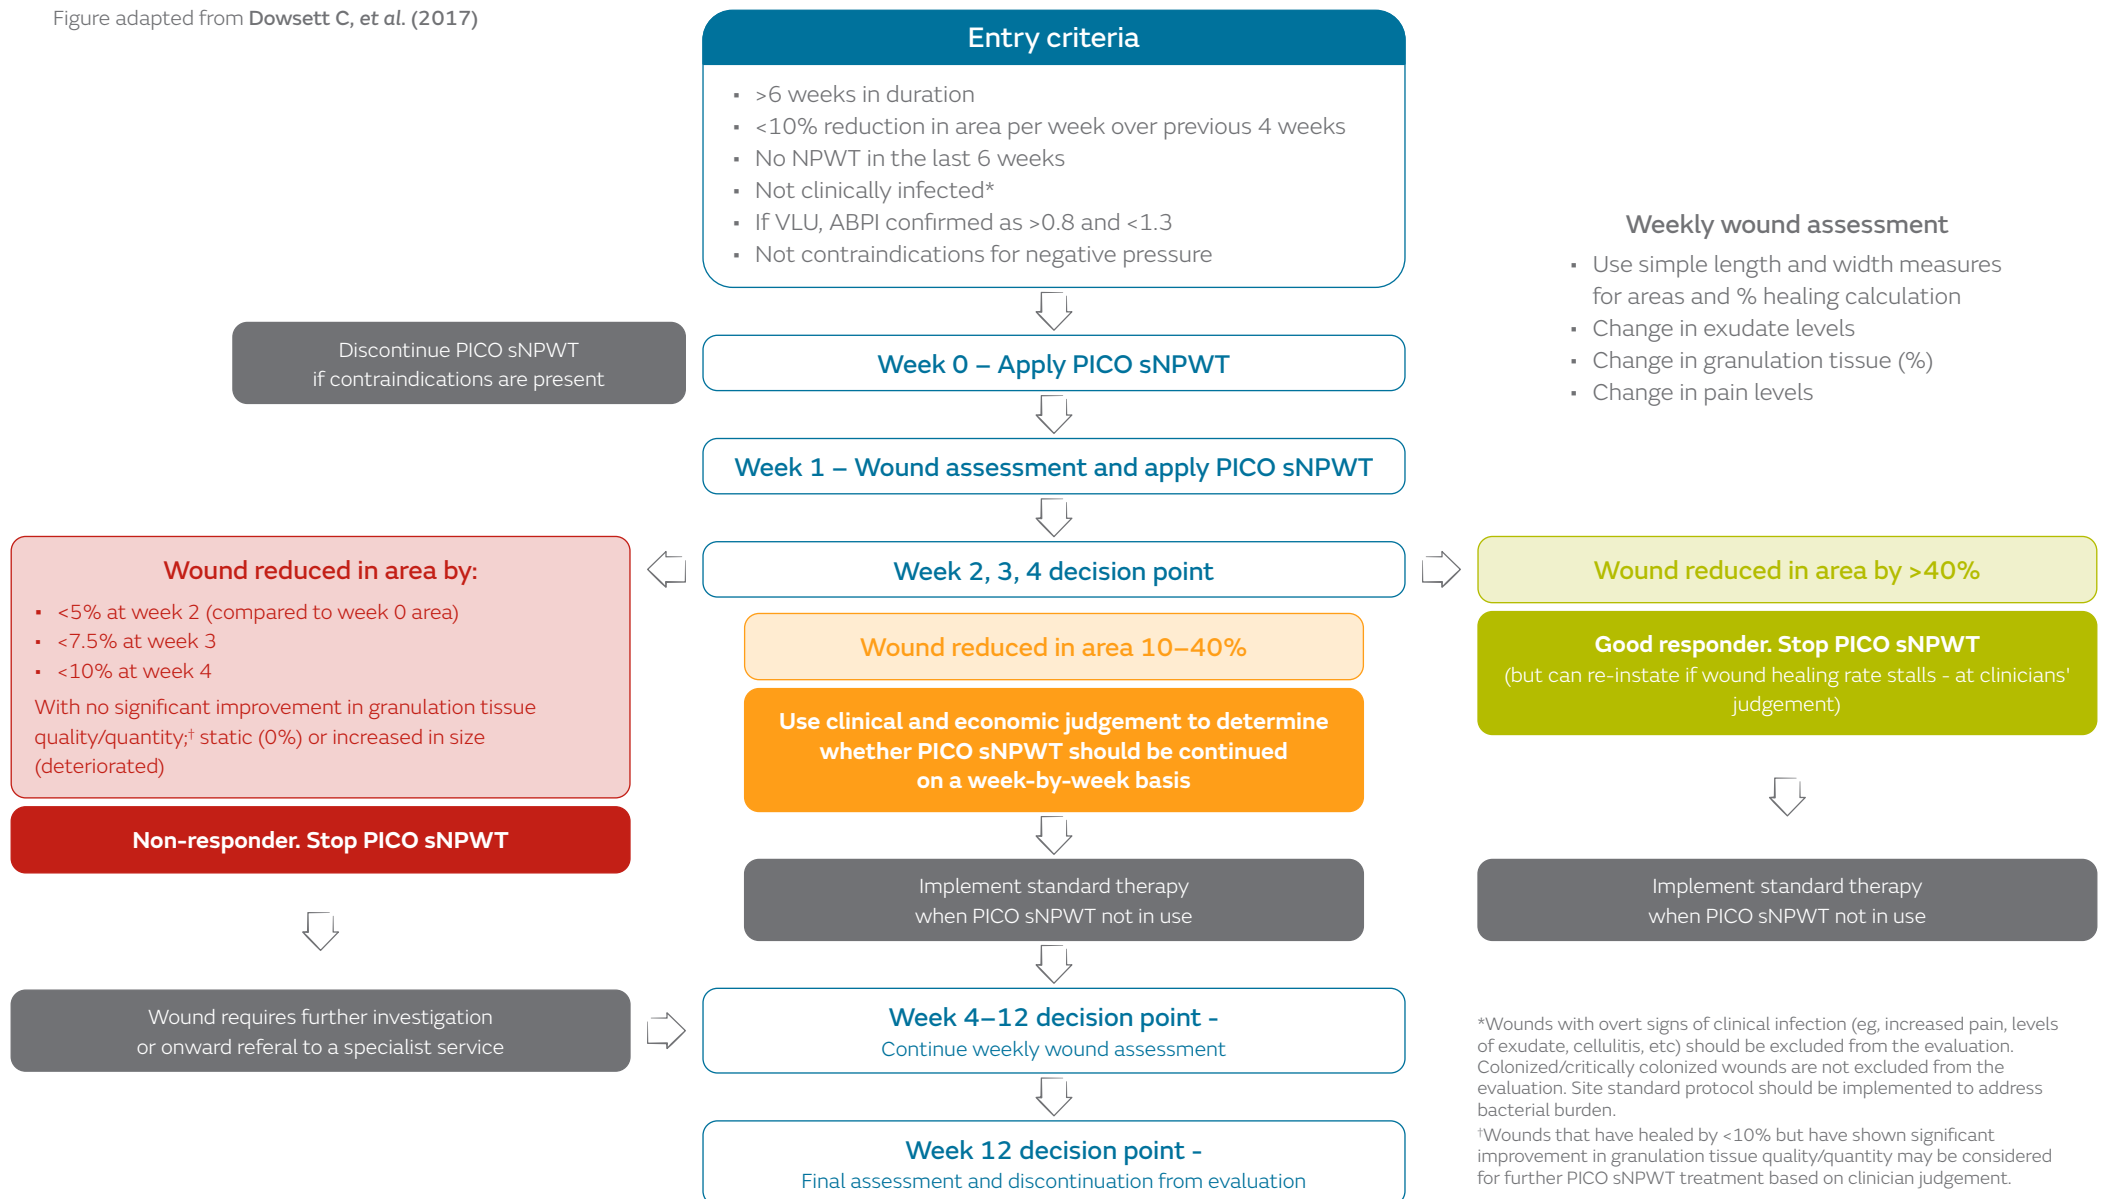 Figure adapted from Dowsett C, et al. (2017)
Entry criteria
▪ >6 weeks in duration
▪ <10% reduction in area per week over previous 4 weeks
▪ No NPWT in the last 6 weeks
▪ Not clinically infected*
▪ If VLU, ABPI confirmed as >0.8 and <1.3
▪ Not contraindications for negative pressure
Weekly wound assessment
▪ Use simple length and width measures
for areas and % healing calculation
▪ Change in exudate levels
▪ Change in granulation tissue (%)
▪ Change in pain levels
Discontinue PICO sNPWT
if contraindications are present
Week 0 – Apply PICO sNPWT
Week 1 – Wound assessment and apply PICO sNPWT
Week 2, 3, 4 decision point
Wound reduced in area by:
▪ <5% at week 2 (compared to week 0 area)
▪ <7.5% at week 3
▪ <10% at week 4
With no significant improvement in granulation tissue
quality/quantity;† static (0%) or increased in size
(deteriorated)
Non-responder. Stop PICO sNPWT
Wound requires further investigation
or onward referal to a specialist service
Wound reduced in area 10–40%
Use clinical and economic judgement to determine
whether PICO sNPWT should be continued
on a week-by-week basis
Implement standard therapy
when PICO sNPWT not in use
Wound reduced in area by >40%
Good responder. Stop PICO sNPWT
(but can re-instate if wound healing rate stalls - at clinicians'
judgement)
Implement standard therapy
when PICO sNPWT not in use
Week 4–12 decision point -
Continue weekly wound assessment
Week 12 decision point -
Final assessment and discontinuation from evaluation
*Wounds with overt signs of clinical infection (eg, increased pain, levels
of exudate, cellulitis, etc) should be excluded from the evaluation.
Colonized/critically colonized wounds are not excluded from the
evaluation. Site standard protocol should be implemented to address
bacterial burden.
†Wounds that have healed by <10% but have shown significant
improvement in granulation tissue quality/quantity may be considered
for further PICO sNPWT treatment based on clinician judgement.